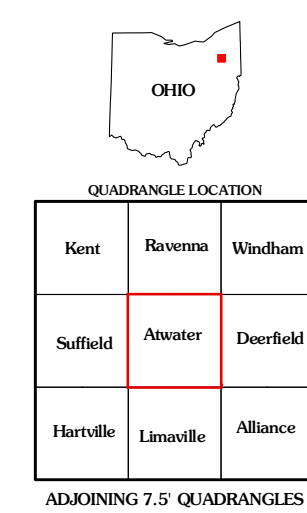 OHIO
QUADRANGLE LOCATION
Kent Ravenna Windham
Suffield Atwater Deerfield
Hartville Limaville Alliance
ADJOINING 7.5' QUADRANGLES